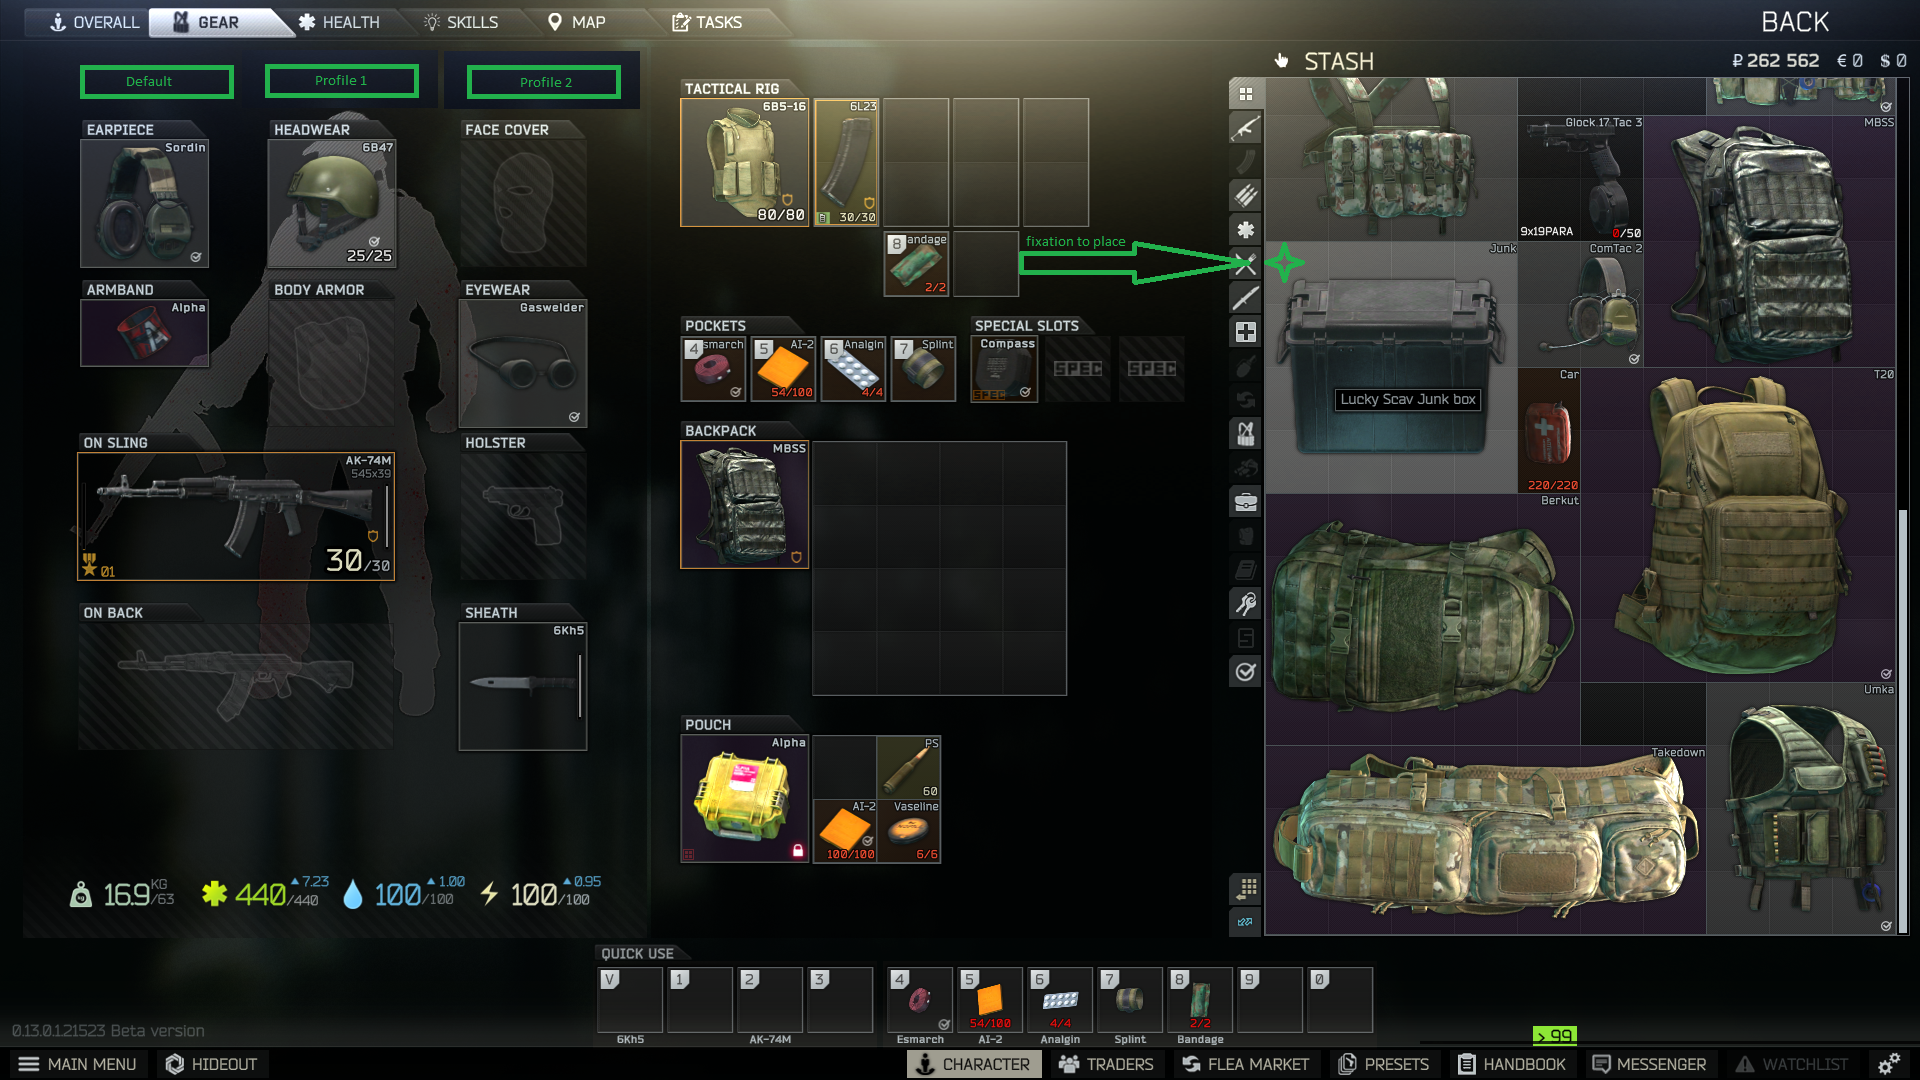 OVERALL
GEAR
HEALTH
SKILLS
MAP
TASKS
BACK
Default
Profile 1
Profile 2
STASH
₽ 262 562 € 0 $ 0
EARPIECE
Sordin
HEADWEAR
6B47
25/25
FACE COVER
ARMBAND
Alpha
BODY ARMOR
EYEWEAR
Gaswelder
ON SLING
AK-74M
545x39
01
30/30
HOLSTER
ON BACK
SHEATH
6Kh5
16.9 KG /63
440 /440 7.23
100 /100 1.00
100 /100 0.95
TACTICAL RIG
6B5-16
80/80
6L23
30/30
8 andage
2/2
fixation to place
POCKETS
4 smarch
5 AI-2
54/100
6 Analgin
4/4
7 Splint
SPECIAL SLOTS
Compass
SPEC
SPEC
SPEC
BACKPACK
MBSS
POUCH
Alpha
PS
60
AI-2
100/100
Vaseline
6/6
Glock 17 Tac 3
9x19PARA
0/50
MBSS
Junk
Lucky Scav Junk box
ComTac 2
Car
220/220
T20
Berkut
Umka
Takedown
QUICK USE
V
6Kh5
1
2
AK-74M
3
4
Esmarch
5
54/100
AI-2
6
4/4
Analgin
7
Splint
8
2/2
Bandage
9
0
0.13.0.1.21523 Beta version
> 99
MAIN MENU
HIDEOUT
CHARACTER
TRADERS
FLEA MARKET
PRESETS
HANDBOOK
MESSENGER
WATCHLIST